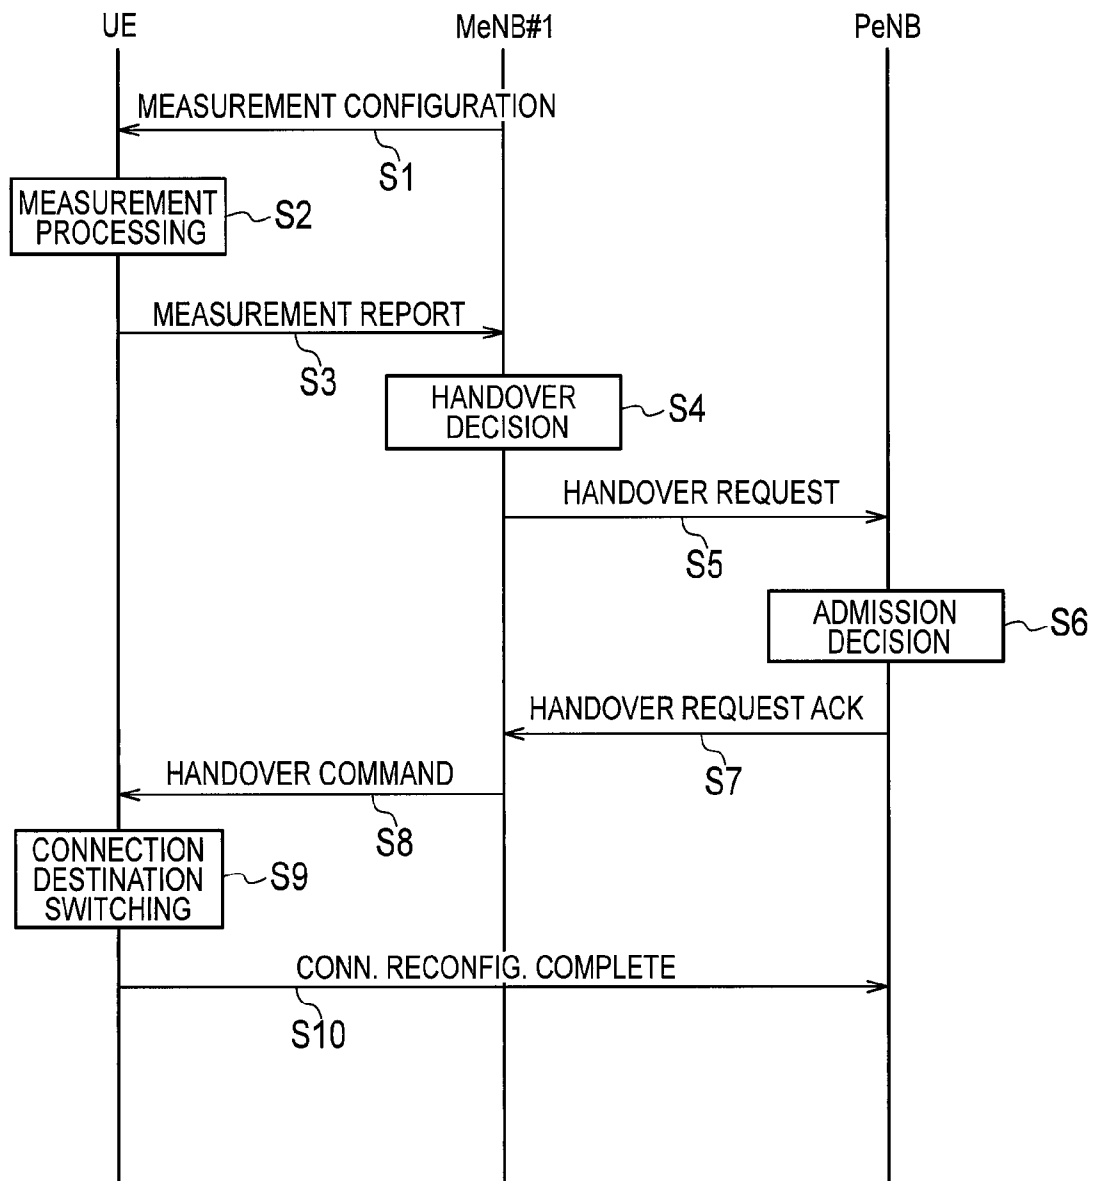 UE
MeNB#1
PeNB
MEASUREMENT CONFIGURATION
S1
MEASUREMENT
PROCESSING
S2
MEASUREMENT REPORT
S3
HANDOVER
DECISION
S4
HANDOVER REQUEST
S5
ADMISSION
DECISION
S6
HANDOVER REQUEST ACK
S7
HANDOVER COMMAND
S8
CONNECTION
DESTINATION
SWITCHING
S9
CONN. RECONFIG. COMPLETE
S10